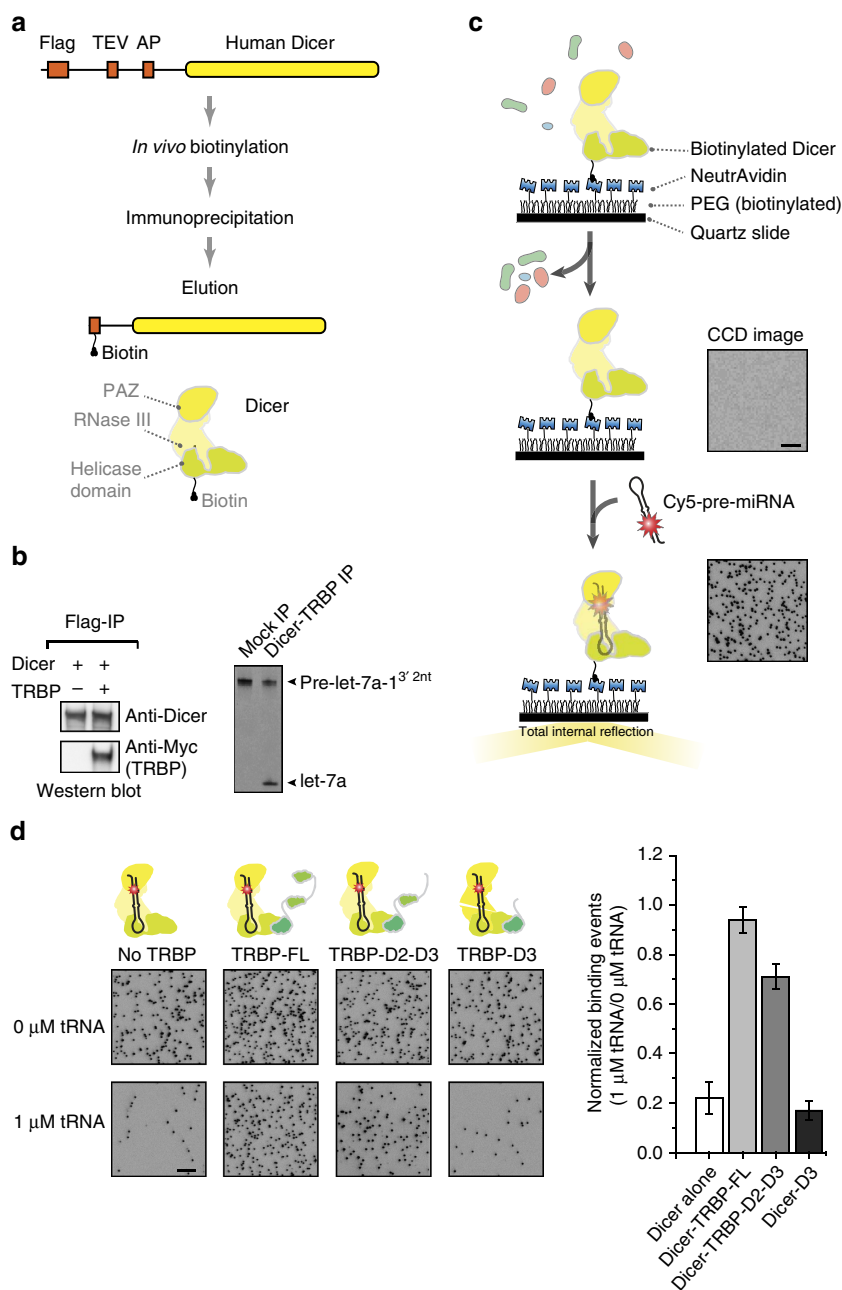 a
Flag TEV AP Human Dicer
In vivo biotinylation
Immunoprecipitation
Elution
Biotin
PAZ
Dicer
RNase III
Helicase
domain
Biotin
b
Flag-IP
Dicer + +
TRBP – +
Anti-Dicer
Anti-Myc
(TRBP)
Western blot
Mock IP
Dicer-TRBP IP
Pre-let-7a-1 3′ 2nt
let-7a
c
Biotinylated Dicer
NeutrAvidin
PEG (biotinylated)
Quartz slide
CCD image
Cy5-pre-miRNA
Total internal reflection
d
No TRBP TRBP-FL TRBP-D2-D3 TRBP-D3
0 μM tRNA
1 μM tRNA
Normalized binding events
(1 μM tRNA/0 μM tRNA)
1.2
1.0
0.8
0.6
0.4
0.2
0.0
Dicer alone
Dicer-TRBP-FL
Dicer-TRBP-D2-D3
Dicer-D3